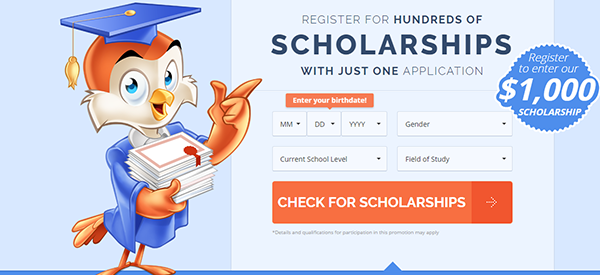 REGISTER FOR HUNDREDS OF
SCHOLARSHIPS
WITH JUST ONE APPLICATION
Register
to enter our
$1,000
SCHOLARSHIP
Enter your birthdate!
MM DD YYYY Gender
Current School Level Field of Study
CHECK FOR SCHOLARSHIPS
*Details and qualifications for participation in this promotion may apply